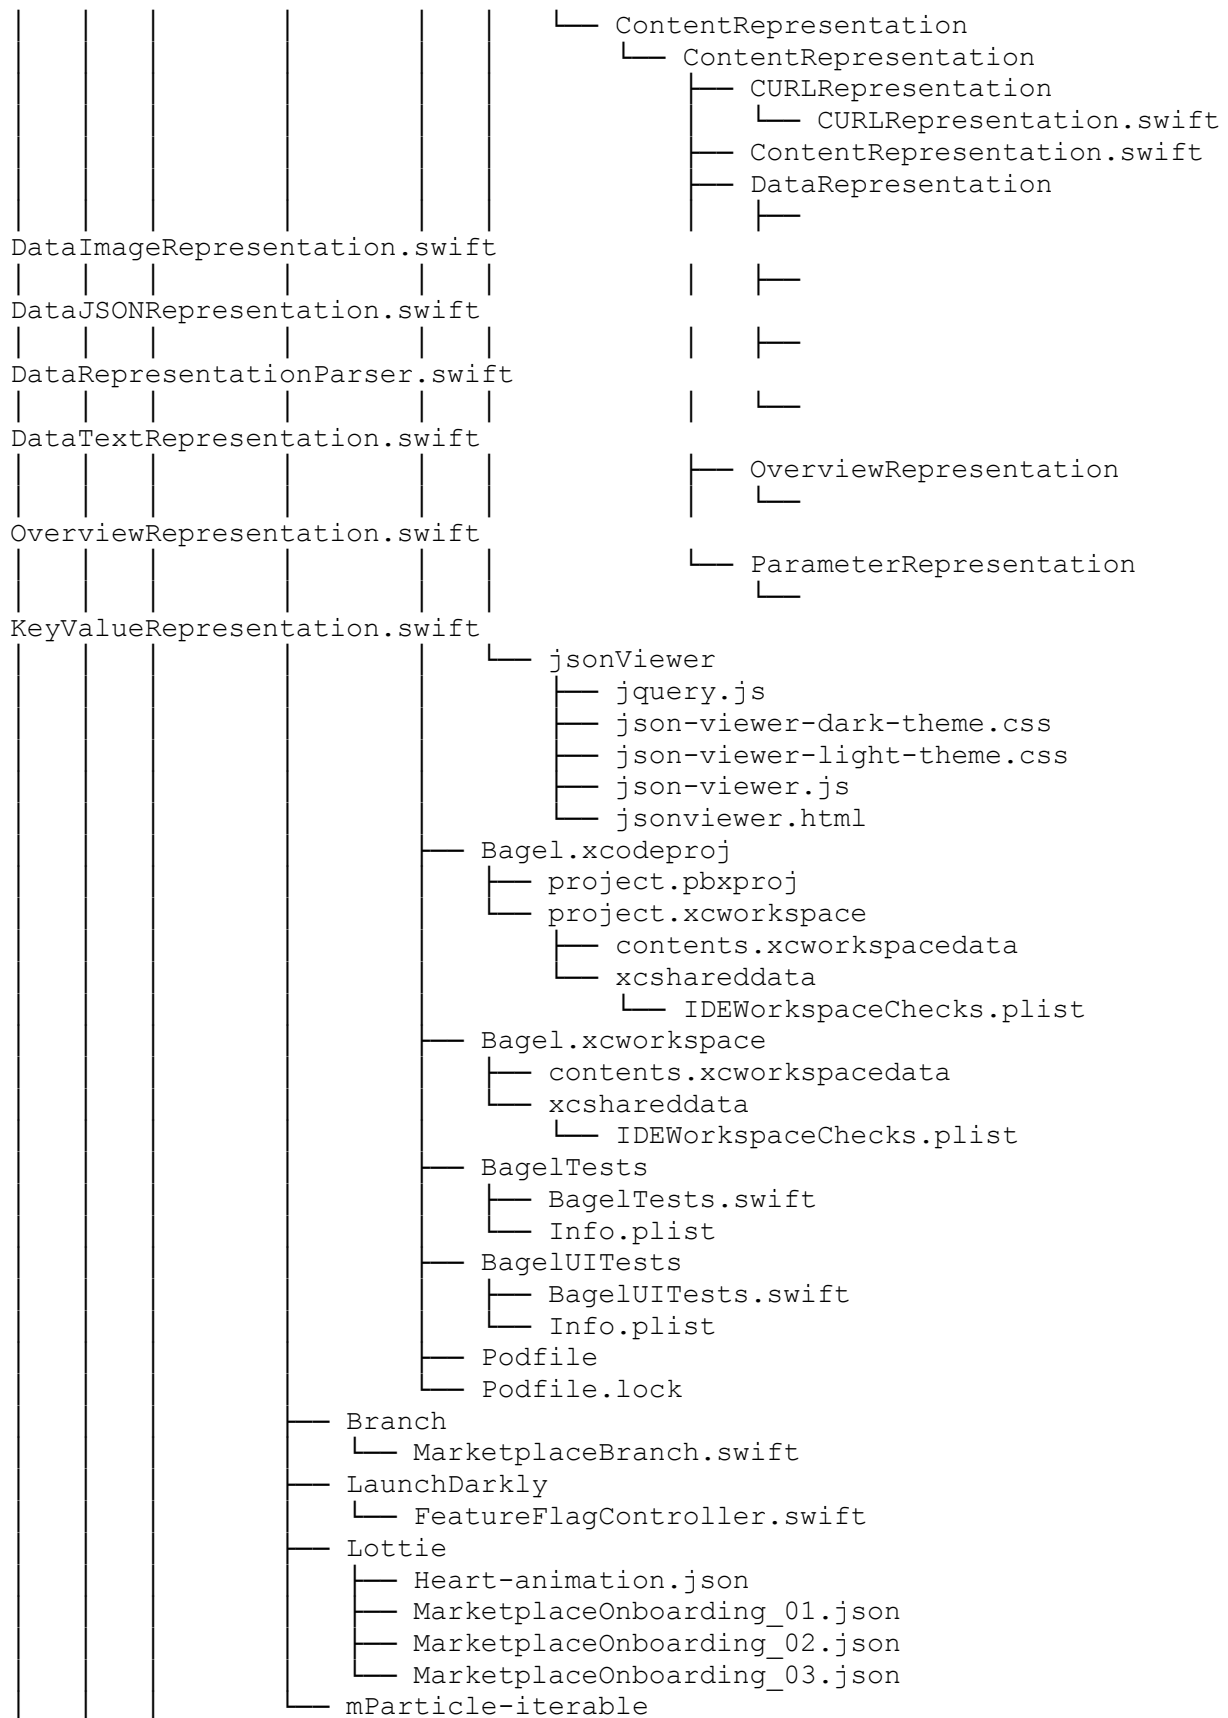 │ │ │ │ │ │ └── ContentRepresentation
│ │ │ │ │ │ └── ContentRepresentation
│ │ │ │ │ │ ├── CURLRepresentation
│ │ │ │ │ │ │ └── CURLRepresentation.swift
│ │ │ │ │ │ ├── ContentRepresentation.swift
│ │ │ │ │ │ ├── DataRepresentation
│ │ │ │ │ │ │ ├──
DataImageRepresentation.swift
│ │ │ │ │ │ │ ├──
DataJSONRepresentation.swift
│ │ │ │ │ │ │ ├──
DataRepresentationParser.swift
│ │ │ │ │ │ │ └──
DataTextRepresentation.swift
│ │ │ │ │ │ ├── OverviewRepresentation
│ │ │ │ │ │ │ └──
OverviewRepresentation.swift
│ │ │ │ │ │ └── ParameterRepresentation
│ │ │ │ │ │ └──
KeyValueRepresentation.swift
│ │ │ │ │ └── jsonViewer
│ │ │ │ │ ├── jquery.js
│ │ │ │ │ ├── json-viewer-dark-theme.css
│ │ │ │ │ ├── json-viewer-light-theme.css
│ │ │ │ │ ├── json-viewer.js
│ │ │ │ │ └── jsonviewer.html
│ │ │ │ ├── Bagel.xcodeproj
│ │ │ │ │ ├── project.pbxproj
│ │ │ │ │ └── project.xcworkspace
│ │ │ │ │ ├── contents.xcworkspacedata
│ │ │ │ │ └── xcshareddata
│ │ │ │ │ └── IDEWorkspaceChecks.plist
│ │ │ │ ├── Bagel.xcworkspace
│ │ │ │ │ ├── contents.xcworkspacedata
│ │ │ │ │ └── xcshareddata
│ │ │ │ │ └── IDEWorkspaceChecks.plist
│ │ │ │ ├── BagelTests
│ │ │ │ │ ├── BagelTests.swift
│ │ │ │ │ └── Info.plist
│ │ │ │ ├── BagelUITests
│ │ │ │ │ ├── BagelUITests.swift
│ │ │ │ │ └── Info.plist
│ │ │ │ ├── Podfile
│ │ │ │ └── Podfile.lock
│ │ │ ├── Branch
│ │ │ │ └── MarketplaceBranch.swift
│ │ │ ├── LaunchDarkly
│ │ │ │ └── FeatureFlagController.swift
│ │ │ ├── Lottie
│ │ │ │ ├── Heart-animation.json
│ │ │ │ ├── MarketplaceOnboarding_01.json
│ │ │ │ ├── MarketplaceOnboarding_02.json
│ │ │ │ └── MarketplaceOnboarding_03.json
│ │ │ └── mParticle-iterable